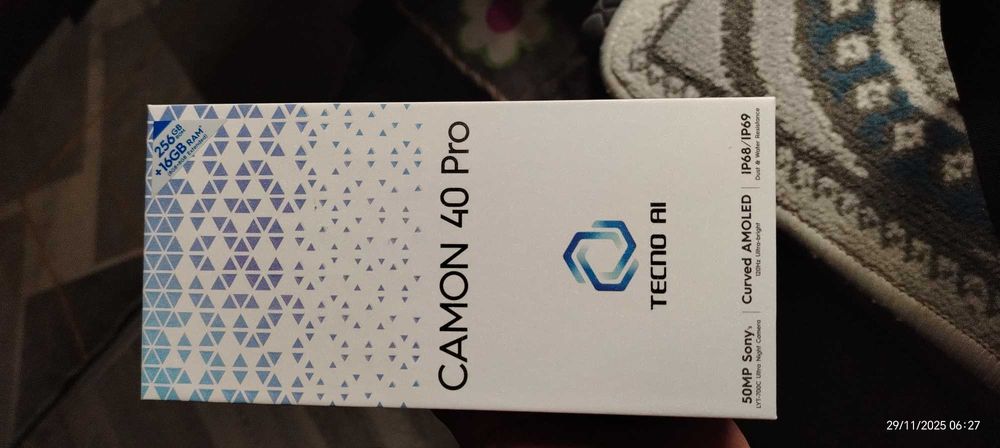 256GB
ROM
+16GB RAM*
CAMON 40 Pro
TECNO AI
50MP Sony
LYT-700C Ultra Night Camera
Curved AMOLED
120Hz Ultra-bright
IP68/IP69
Dust & Water Resistance
29/11/2025 06:27